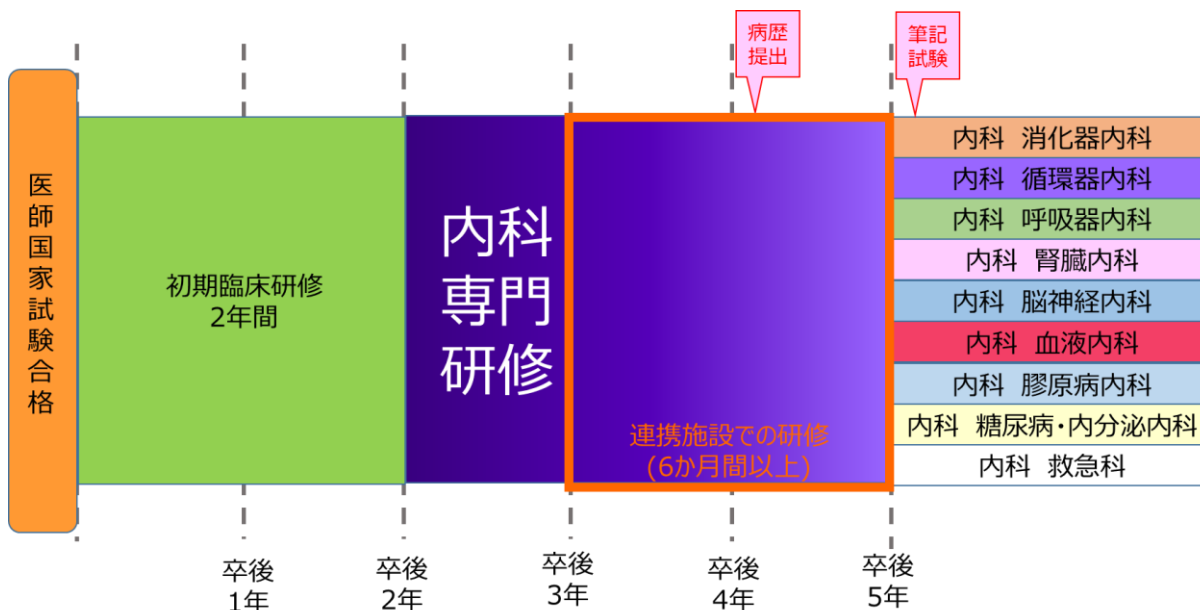 病歴
提出
筆記
試験
医師国家試験合格
初期臨床研修
2年間
内科
専門
研修
連携施設での研修
(6か月間以上)
内科 消化器内科
内科 循環器内科
内科 呼吸器内科
内科 腎臓内科
内科 脳神経内科
内科 血液内科
内科 膠原病内科
内科 糖尿病・内分泌内科
内科 救急科
卒後
1年
卒後
2年
卒後
3年
卒後
4年
卒後
5年